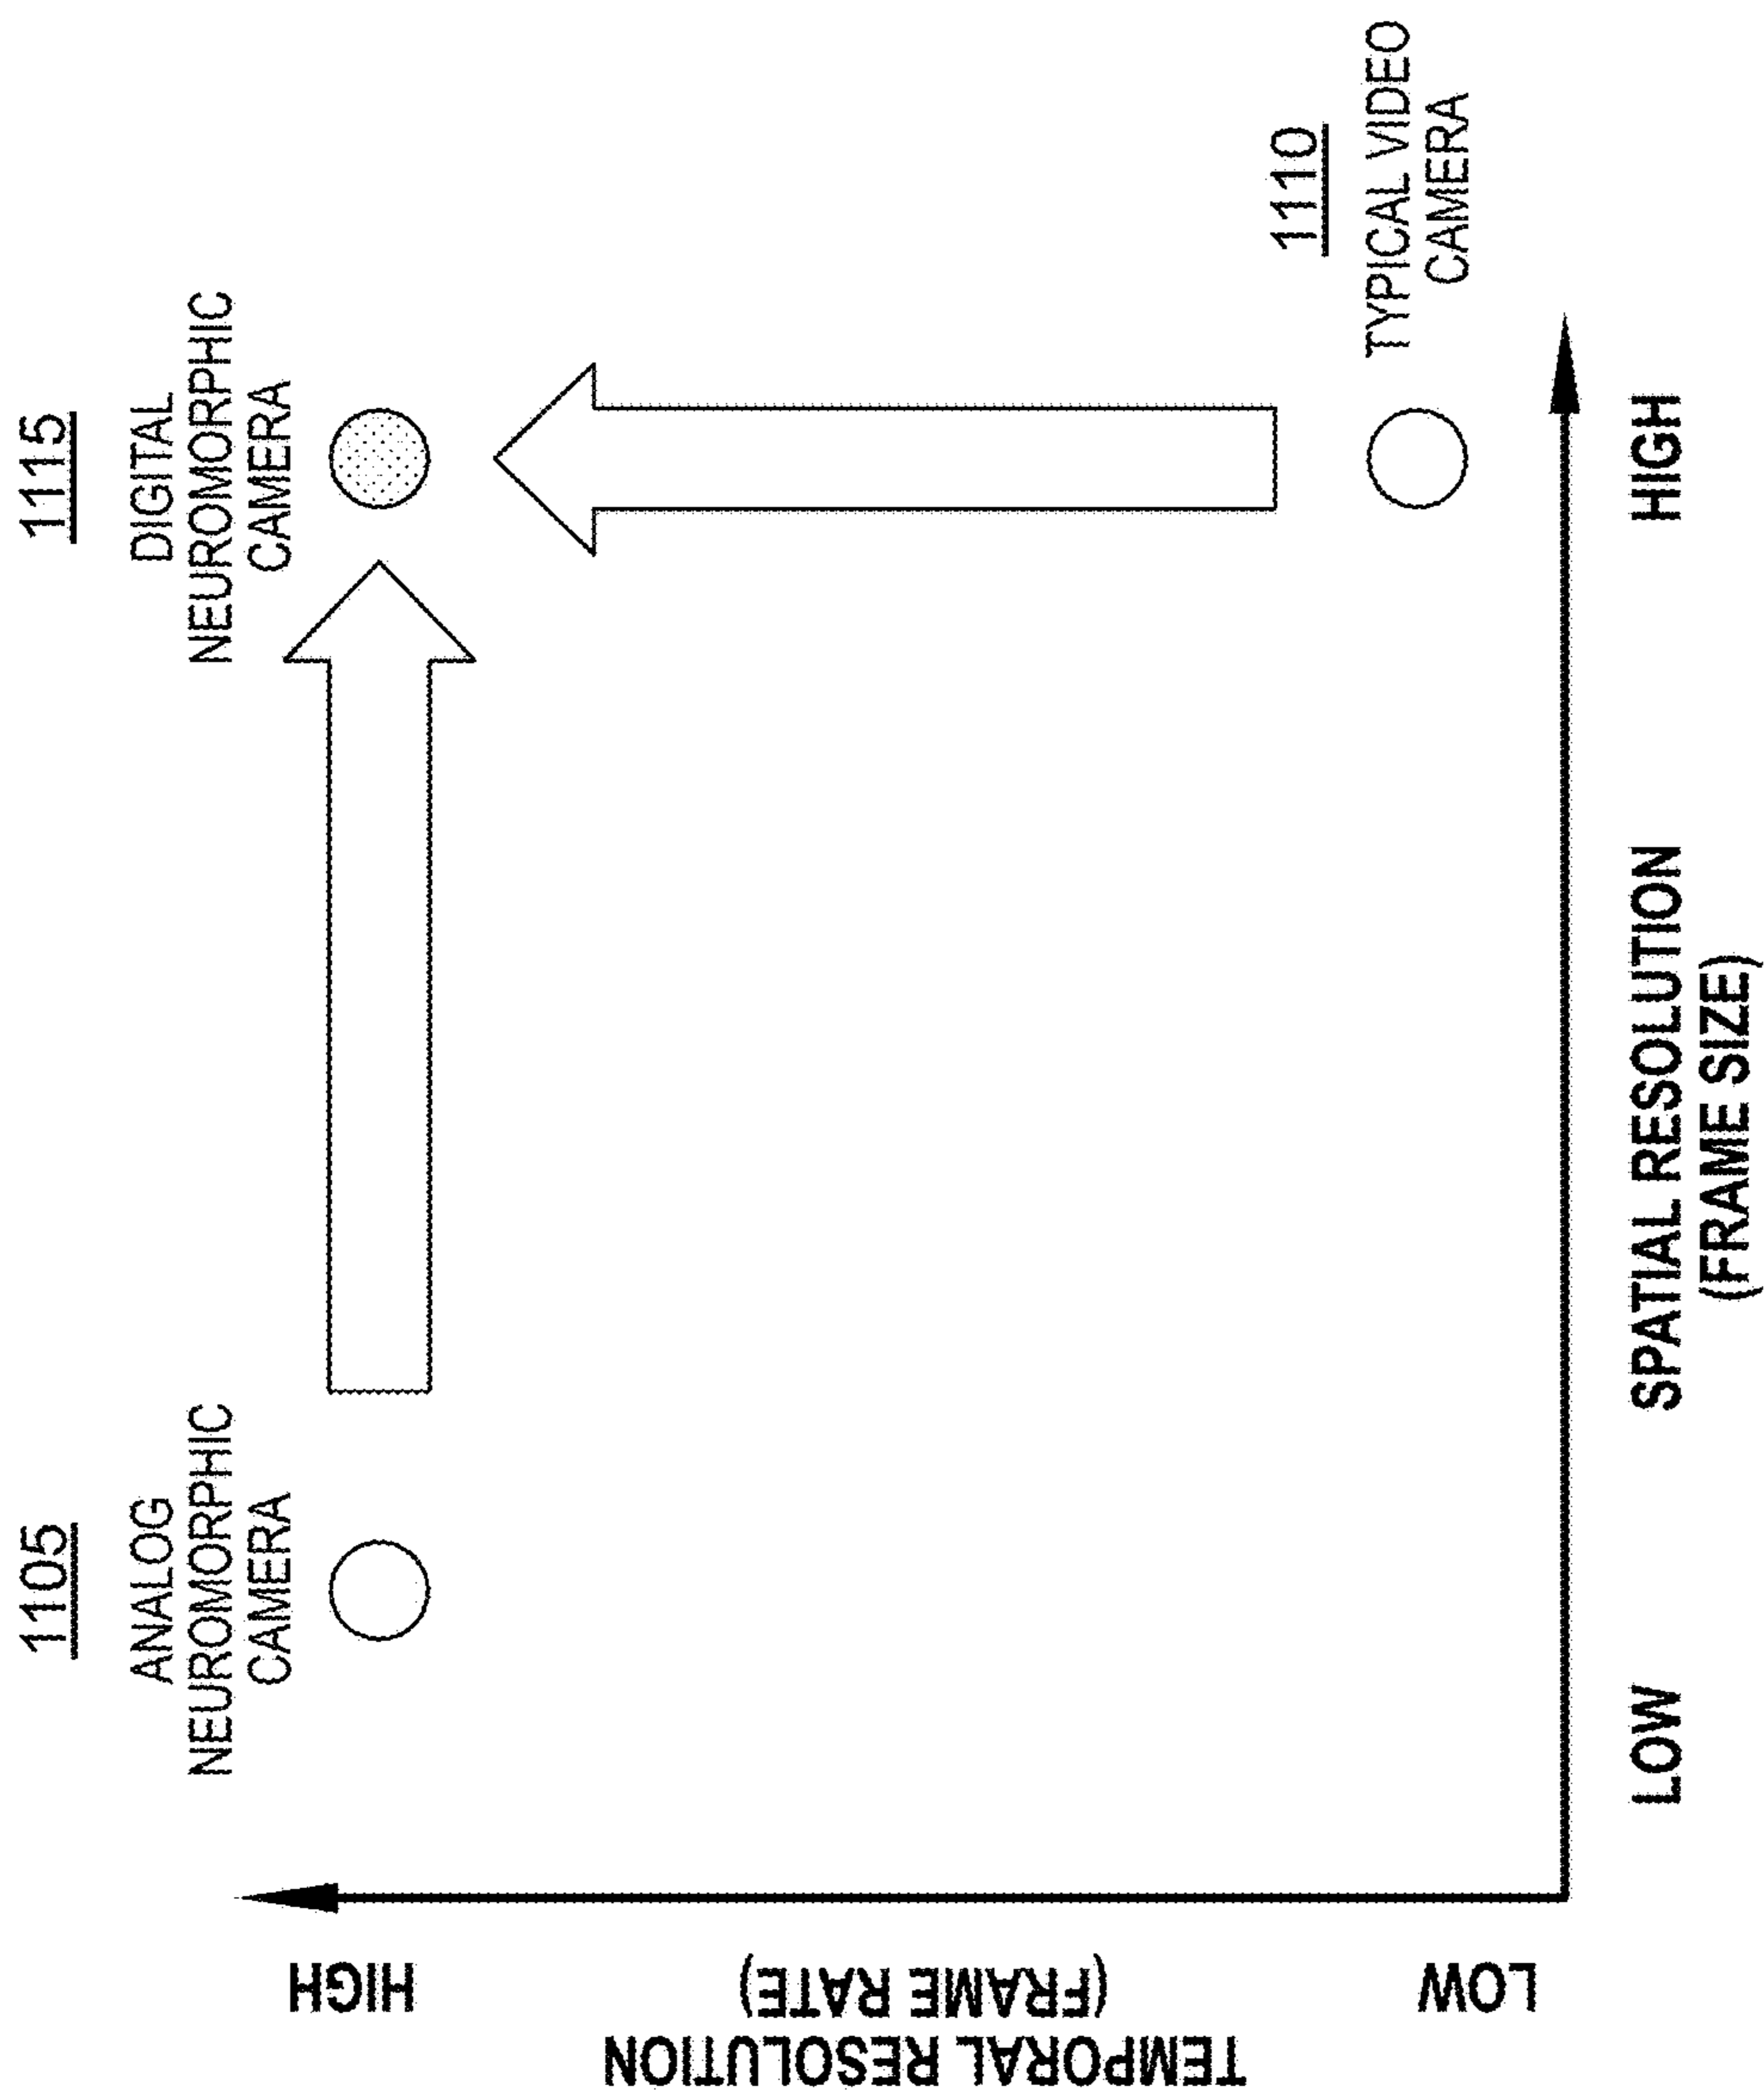 1105
ANALOG
NEUROMORPHIC
CAMERA
1115
DIGITAL
NEUROMORPHIC
CAMERA
1110
TYPICAL VIDEO
CAMERA
TEMPORAL RESOLUTION
(FRAME RATE)
HIGH
LOW
LOW
HIGH
SPATIAL RESOLUTION
(FRAME SIZE)